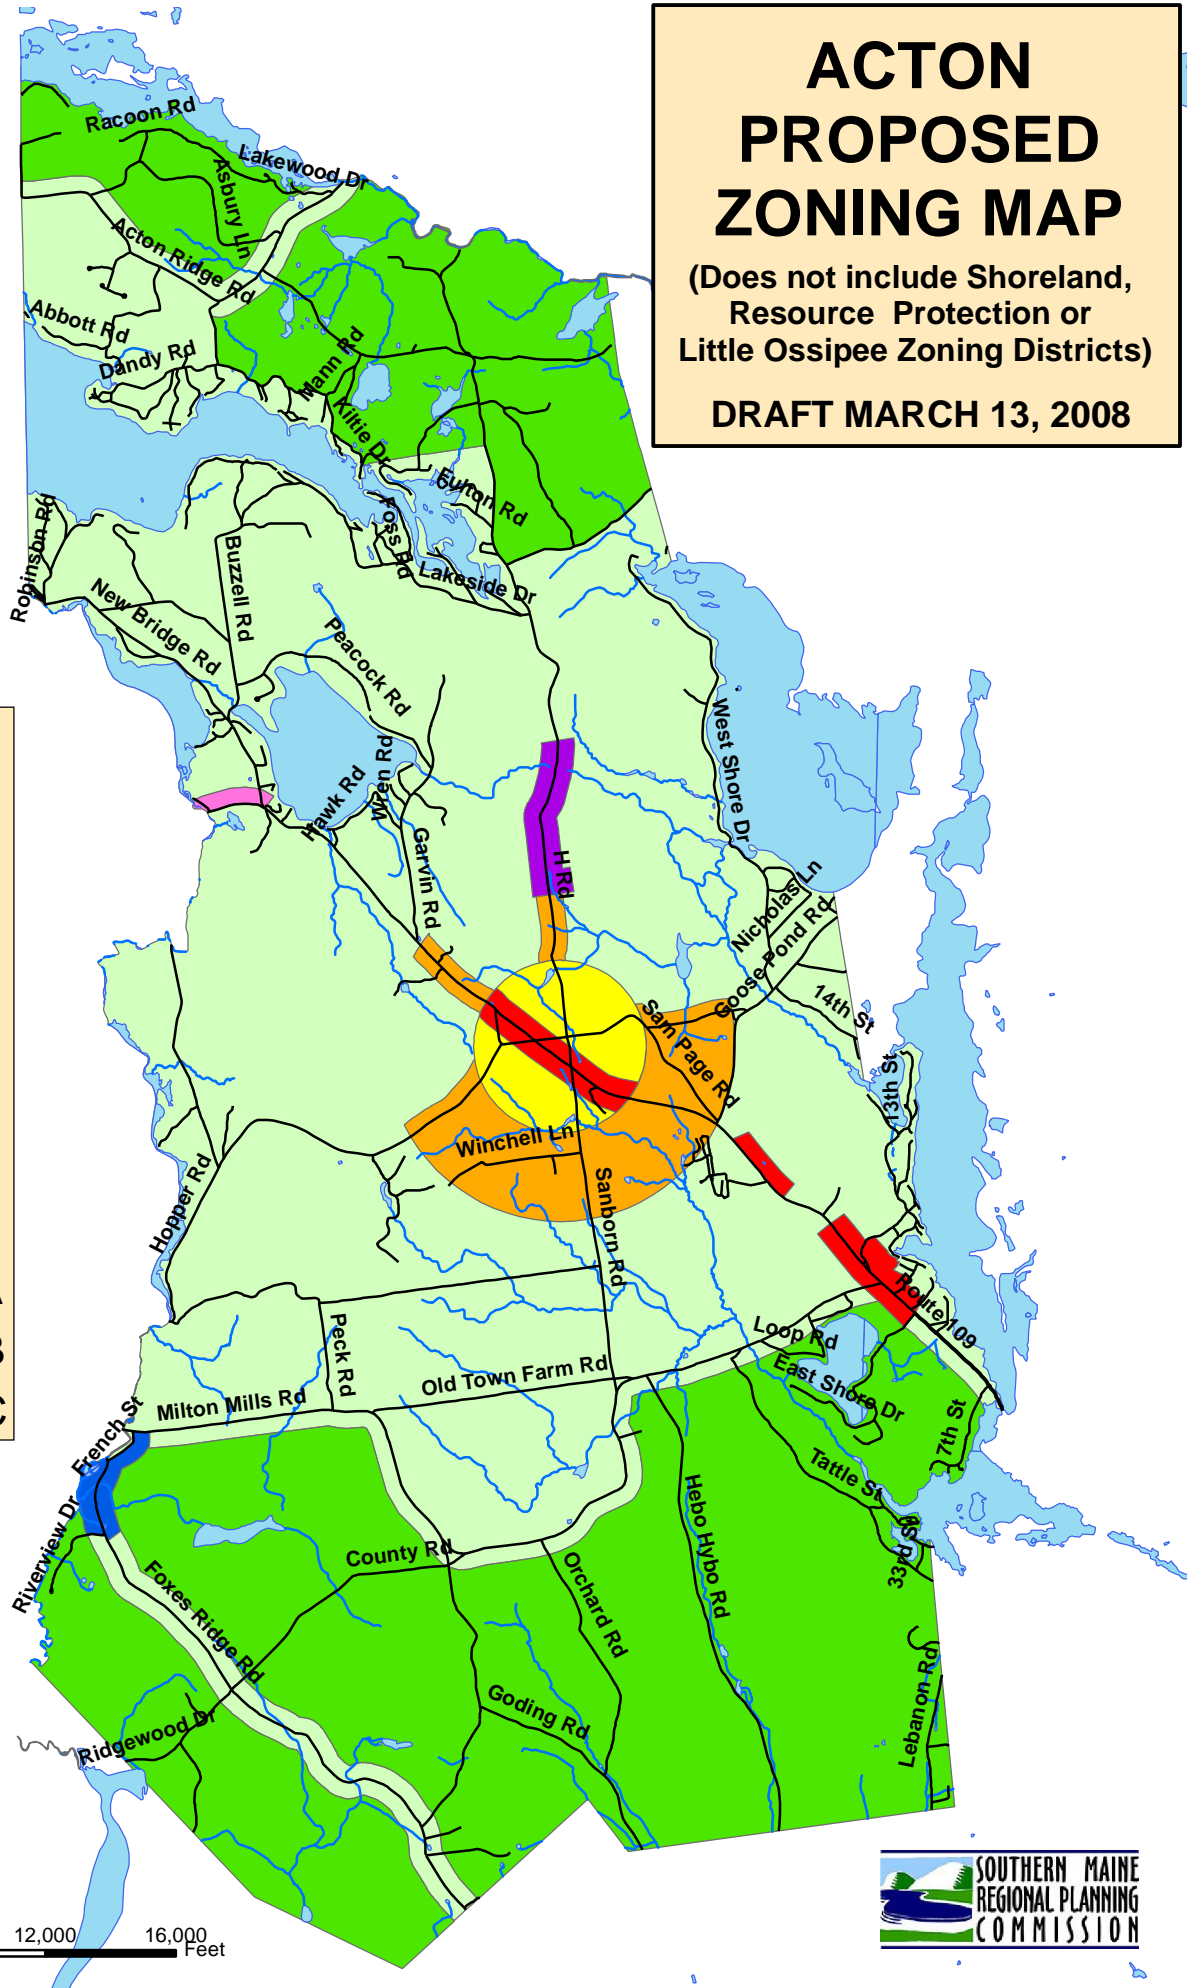 ACTON
PROPOSED
ZONING MAP
(Does not include Shoreland,
Resource Protection or
Little Ossipee Zoning Districts)
DRAFT MARCH 13, 2008
Racoon Rd
Lakewood Dr
Asbury Ln
Acton Ridge Rd
Abbott Rd
Dandy Rd
Mann Rd
Kiltie Dr
Fulton Rd
Foss Rd
Lakeside Dr
Robinson Rd
Buzzell Rd
New Bridge Rd
Peacock Rd
West Shore Dr
Wren Rd
Hawk Rd
Garvin Rd
H Rd
Nicholas Ln
Goose Pond Rd
14th St
Sam Page Rd
13th St
Winchell Ln
Sanborn Rd
Hopper Rd
Route 109
Loop Rd
Peck Rd
Old Town Farm Rd
East Shore Dr
Milton Mills Rd
French St
7th St
Tattle St
Hebo Hybo Rd
Riverview Dr
33rd St
County Rd
Foxes Ridge Rd
Orchard Rd
Goding Rd
Lebanon Rd
Ridgewood Dr
12,000 16,000
Feet
SOUTHERN MAINE
REGIONAL PLANNING
COMMISSION